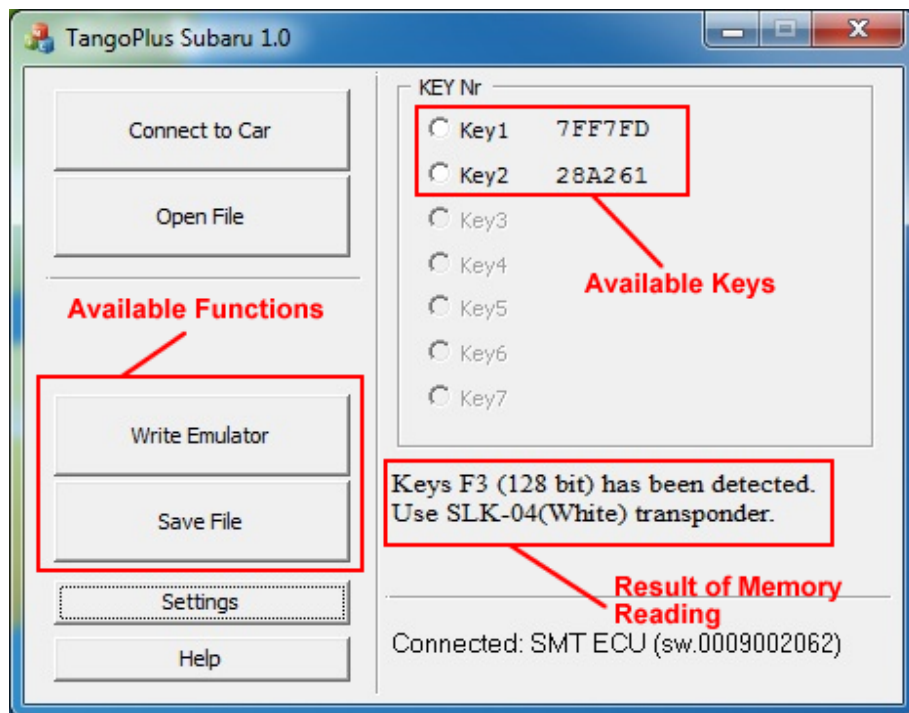 TangoPlus Subaru 1.0
Connect to Car
Open File
Available Functions
Write Emulator
Save File
Settings
Help
KEY Nr
Key1 7FF7FD
Key2 28A261
Key3
Key4
Key5
Key6
Key7
Available Keys
Keys F3 (128 bit) has been detected.
Use SLK-04(White) transponder.
Result of Memory
Reading
Connected: SMT ECU (sw.0009002062)